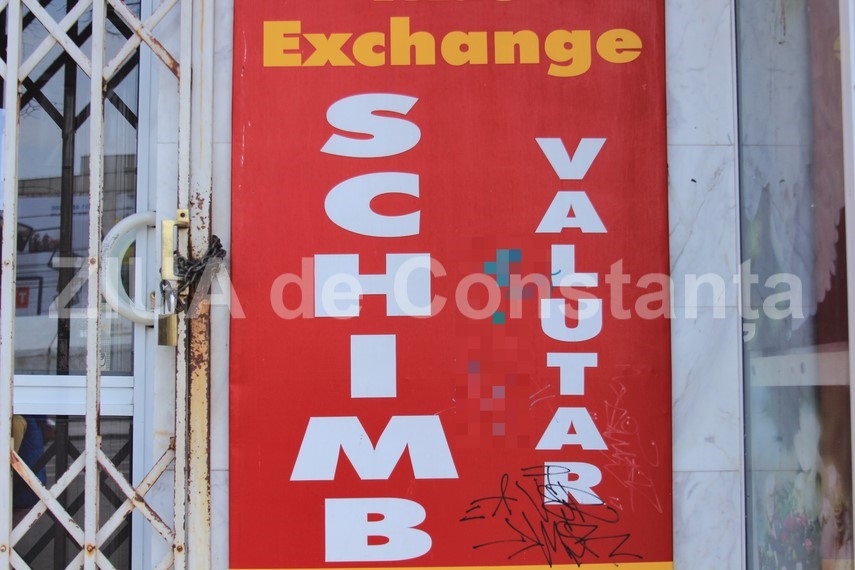 Exchange
SCHIMB
VALUTAR
ZIUA de Constanța